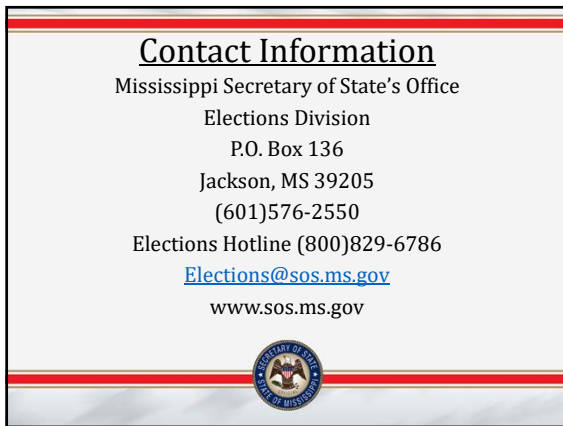 Contact Information
Mississippi Secretary of State’s Office
Elections Division
P.O. Box 136
Jackson, MS 39205
(601)576-2550
Elections Hotline (800)829-6786
Elections@sos.ms.gov
www.sos.ms.gov
SECRETARY OF STATE
STATE OF MISSISSIPPI